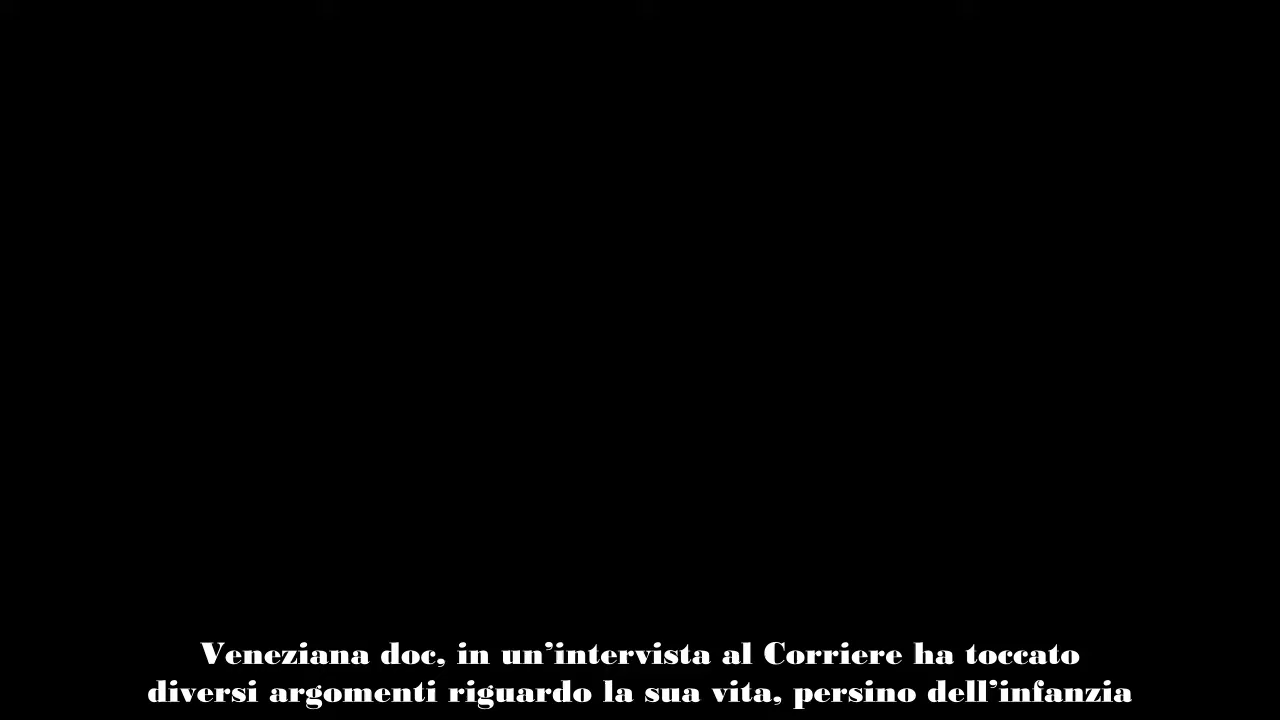 Veneziana doc, in un’intervista al Corriere ha toccato
diversi argomenti riguardo la sua vita, persino dell’infanzia